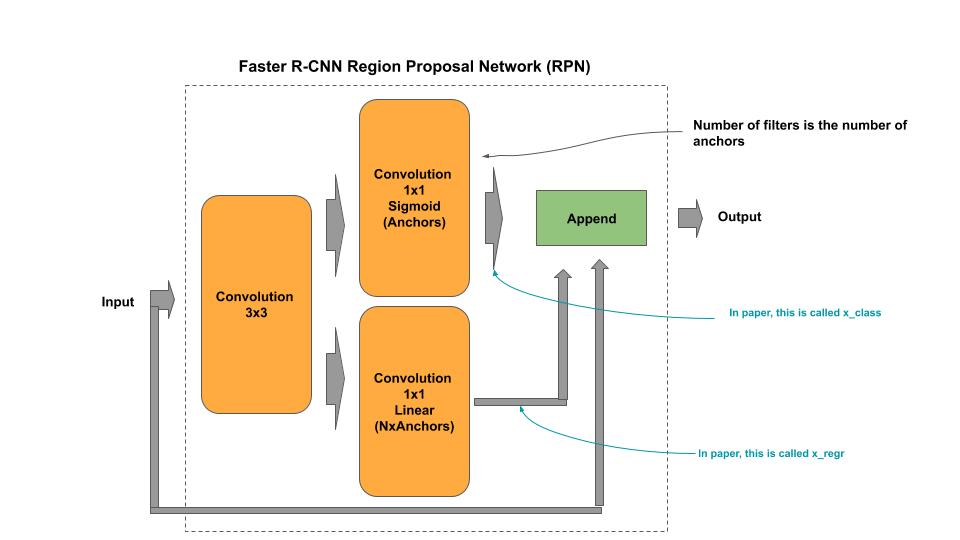 Faster R-CNN Region Proposal Network (RPN)
Number of filters is the number of
anchors
Convolution
1x1
Sigmoid
(Anchors)
Append
Output
Convolution
3x3
Input
In paper, this is called x_class
Convolution
1x1
Linear
(NxAnchors)
In paper, this is called x_regr